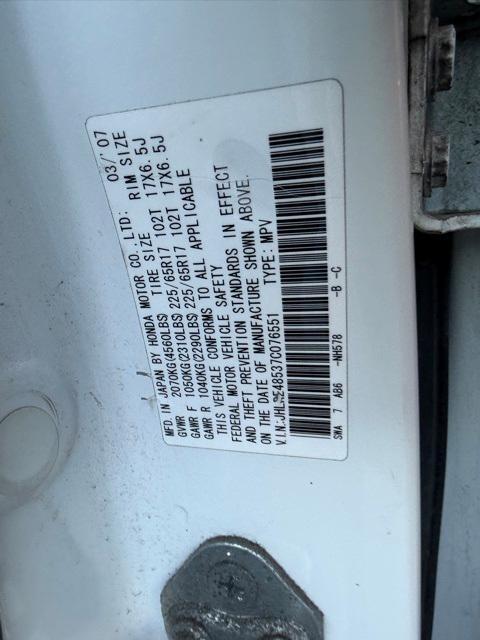 MFD. IN JAPAN BY HONDA MOTOR CO., LTD: 03/'07
TIRE SIZE RIM SIZE
GVWR 2070KG(4560LBS)
GAWR F 1050KG(2310LBS) 225/65R17 102T 17X6.5J
GAWR R 1040KG(2290LBS) 225/65R17 102T 17X6.5J
THIS VEHICLE CONFORMS TO ALL APPLICABLE
FEDERAL MOTOR VEHICLE SAFETY
AND THEFT PREVENTION STANDARDS IN EFFECT
ON THE DATE OF MANUFACTURE SHOWN ABOVE.
V.I.N.: TYPE: MPV
SWA 7 AB6 -NH578 -B -C